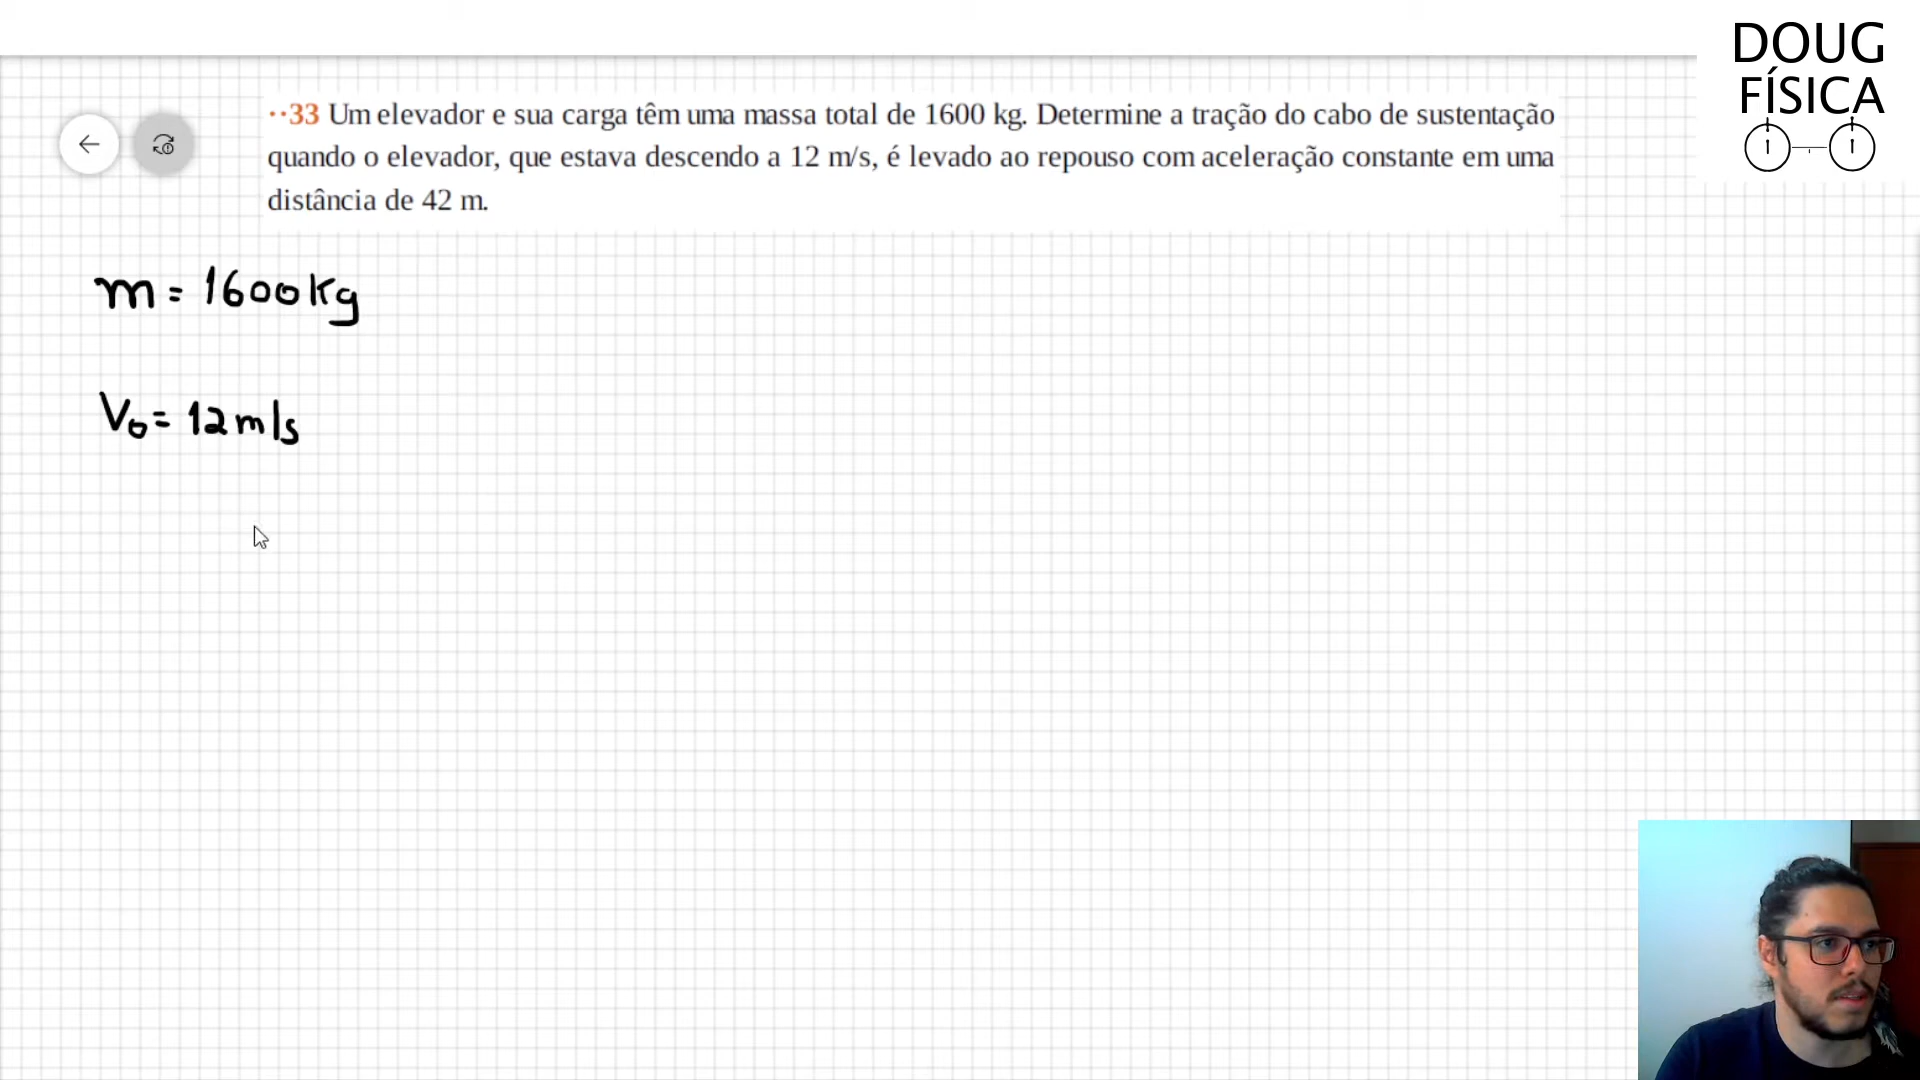 DOUG
FÍSICA
··33 Um elevador e sua carga têm uma massa total de 1600 kg. Determine a tração do cabo de sustentação
quando o elevador, que estava descendo a 12 m/s, é levado ao repouso com aceleração constante em uma
distância de 42 m.
m = 1600 kg
V₀ = 12 m/s